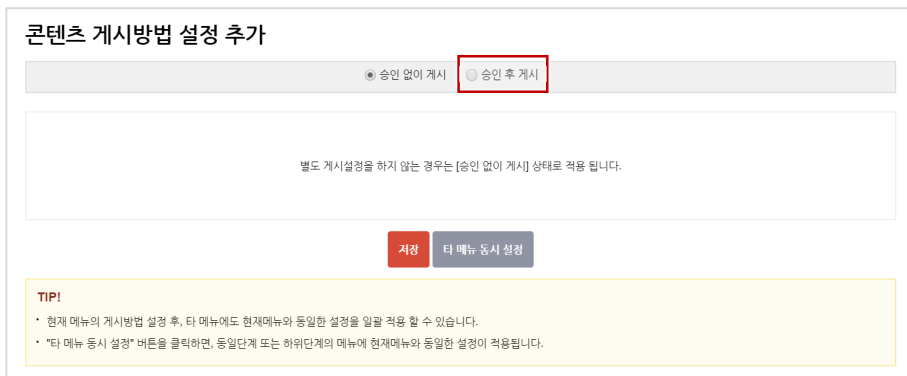 콘텐츠 게시방법 설정 추가
승인 없이 게시 승인 후 게시
별도 게시설정을 하지 않는 경우는 [승인 없이 게시] 상태로 적용 됩니다.
저장 타 메뉴 동시 설정
TIP!
· 현재 메뉴의 게시방법 설정 후, 타 메뉴에도 현재메뉴와 동일한 설정을 일괄 적용 할 수 있습니다.
· "타 메뉴 동시 설정" 버튼을 클릭하면, 동일단계 또는 하위단계의 메뉴에 현재메뉴와 동일한 설정이 적용됩니다.